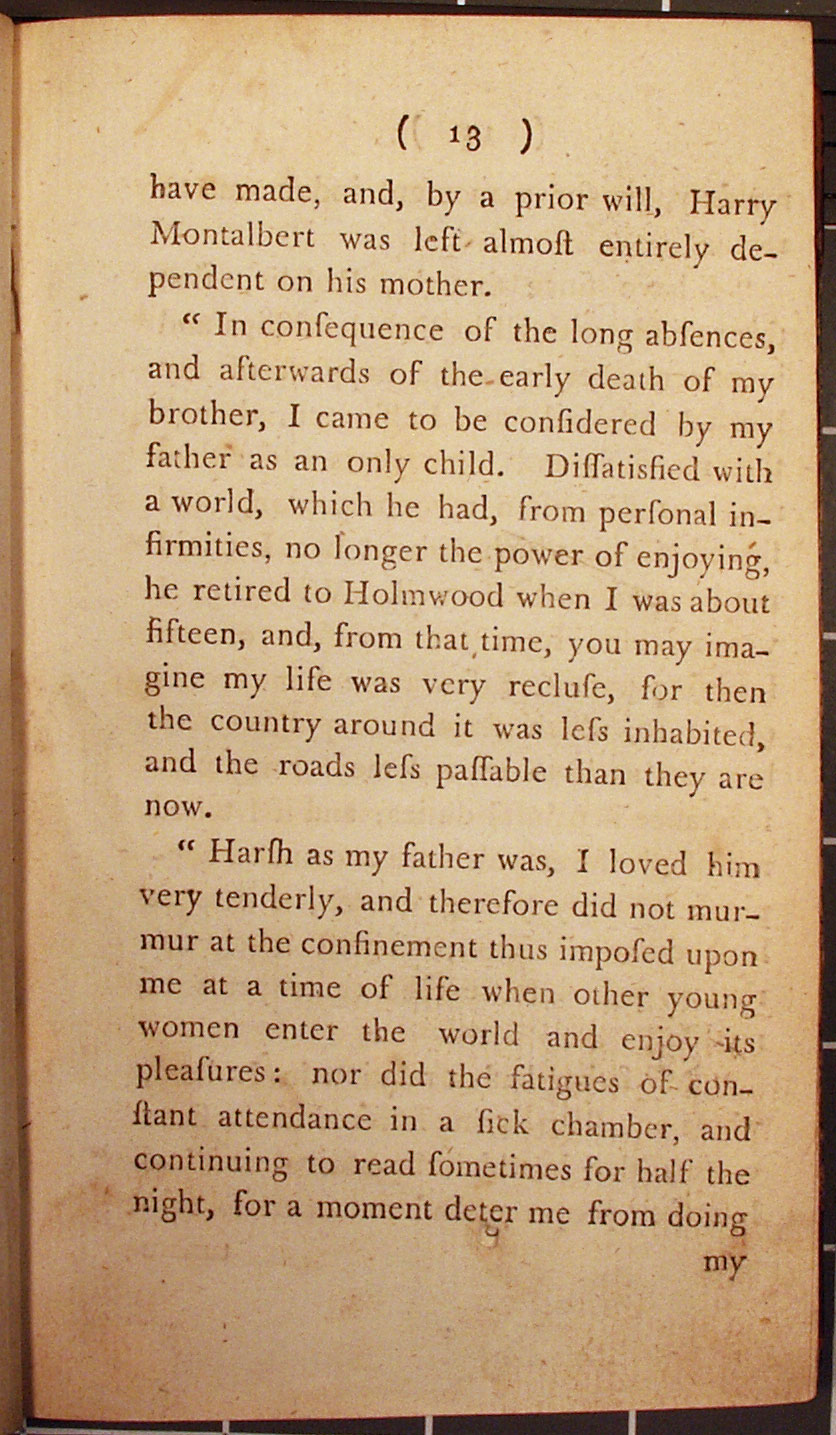 ( 13 )
have made, and, by a prior will, Harry
Montalbert was left almoſt entirely de-
pendent on his mother.
“ In conſequence of the long abſences,
and afterwards of the early death of my
brother, I came to be conſidered by my
father as an only child. Diſſatisfied with
a world, which he had, from perſonal in-
firmities, no longer the power of enjoying,
he retired to Holmwood when I was about
fifteen, and, from that time, you may ima-
gine my life was very recluſe, for then
the country around it was leſs inhabited,
and the roads leſs paſſable than they are
now.
“ Harſh as my father was, I loved him
very tenderly, and therefore did not mur-
mur at the confinement thus impoſed upon
me at a time of life when other young
women enter the world and enjoy its
pleaſures: nor did the fatigues of con-
ſtant attendance in a ſick chamber, and
continuing to read ſometimes for half the
night, for a moment deter me from doing
my